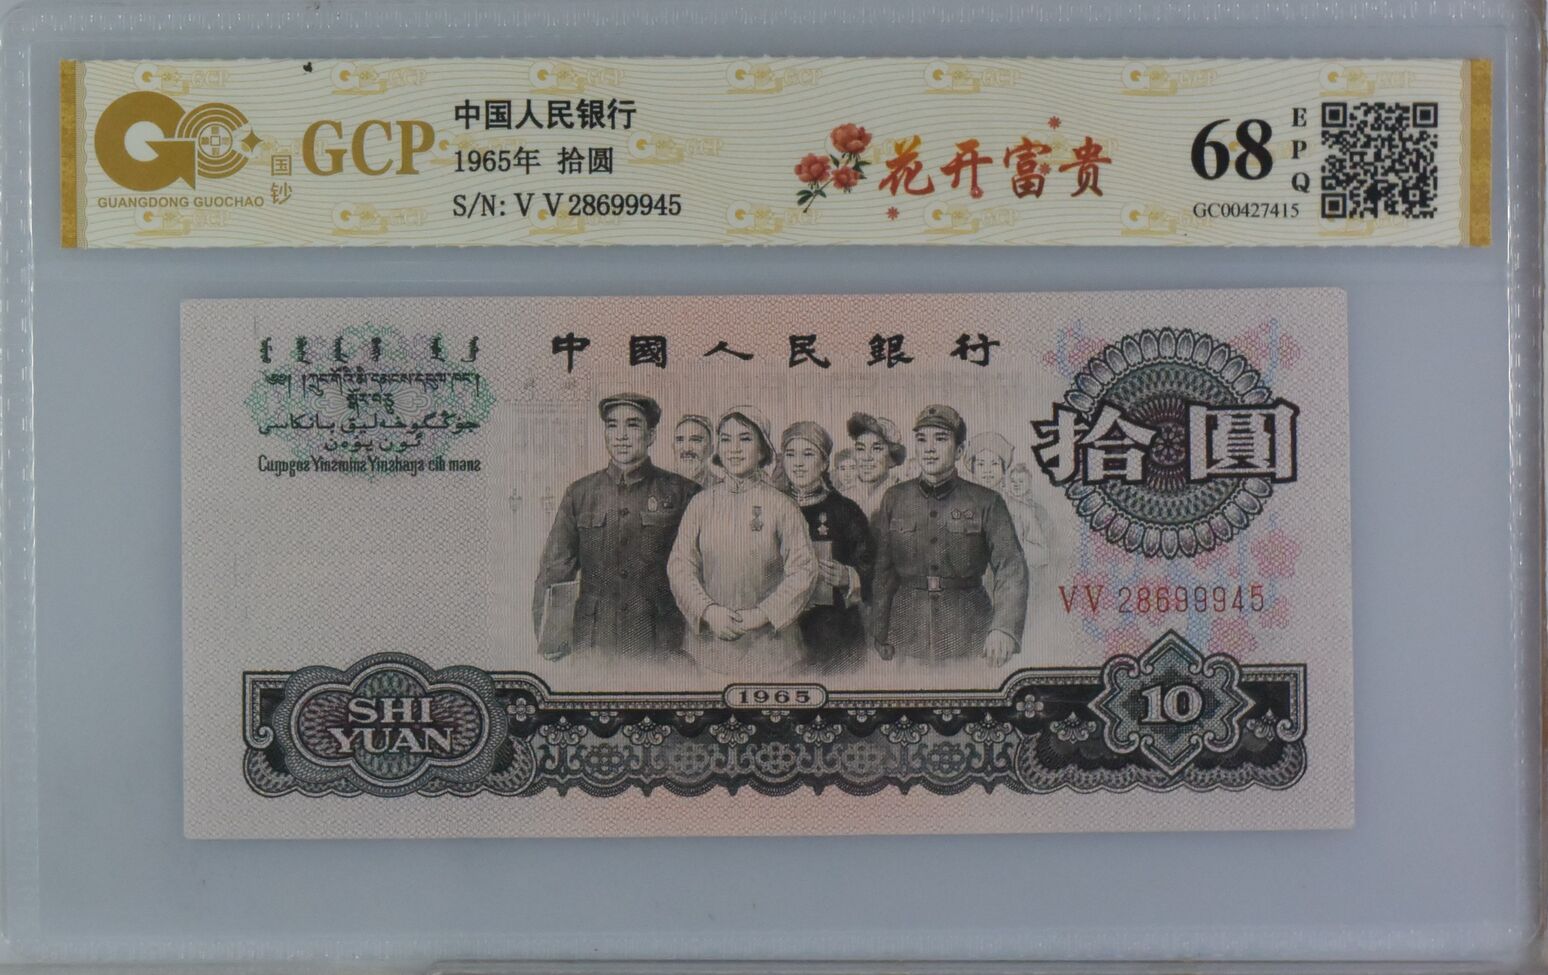 GUANGDONG GUOCHAO
国钞
GCP
中国人民银行
1965年 拾圆
S/N: V V 28699945
花开富贵
68
EPQ
GC00427415
中國人民銀行
拾圓
VV 28699945
1965
SHI
YUAN
10